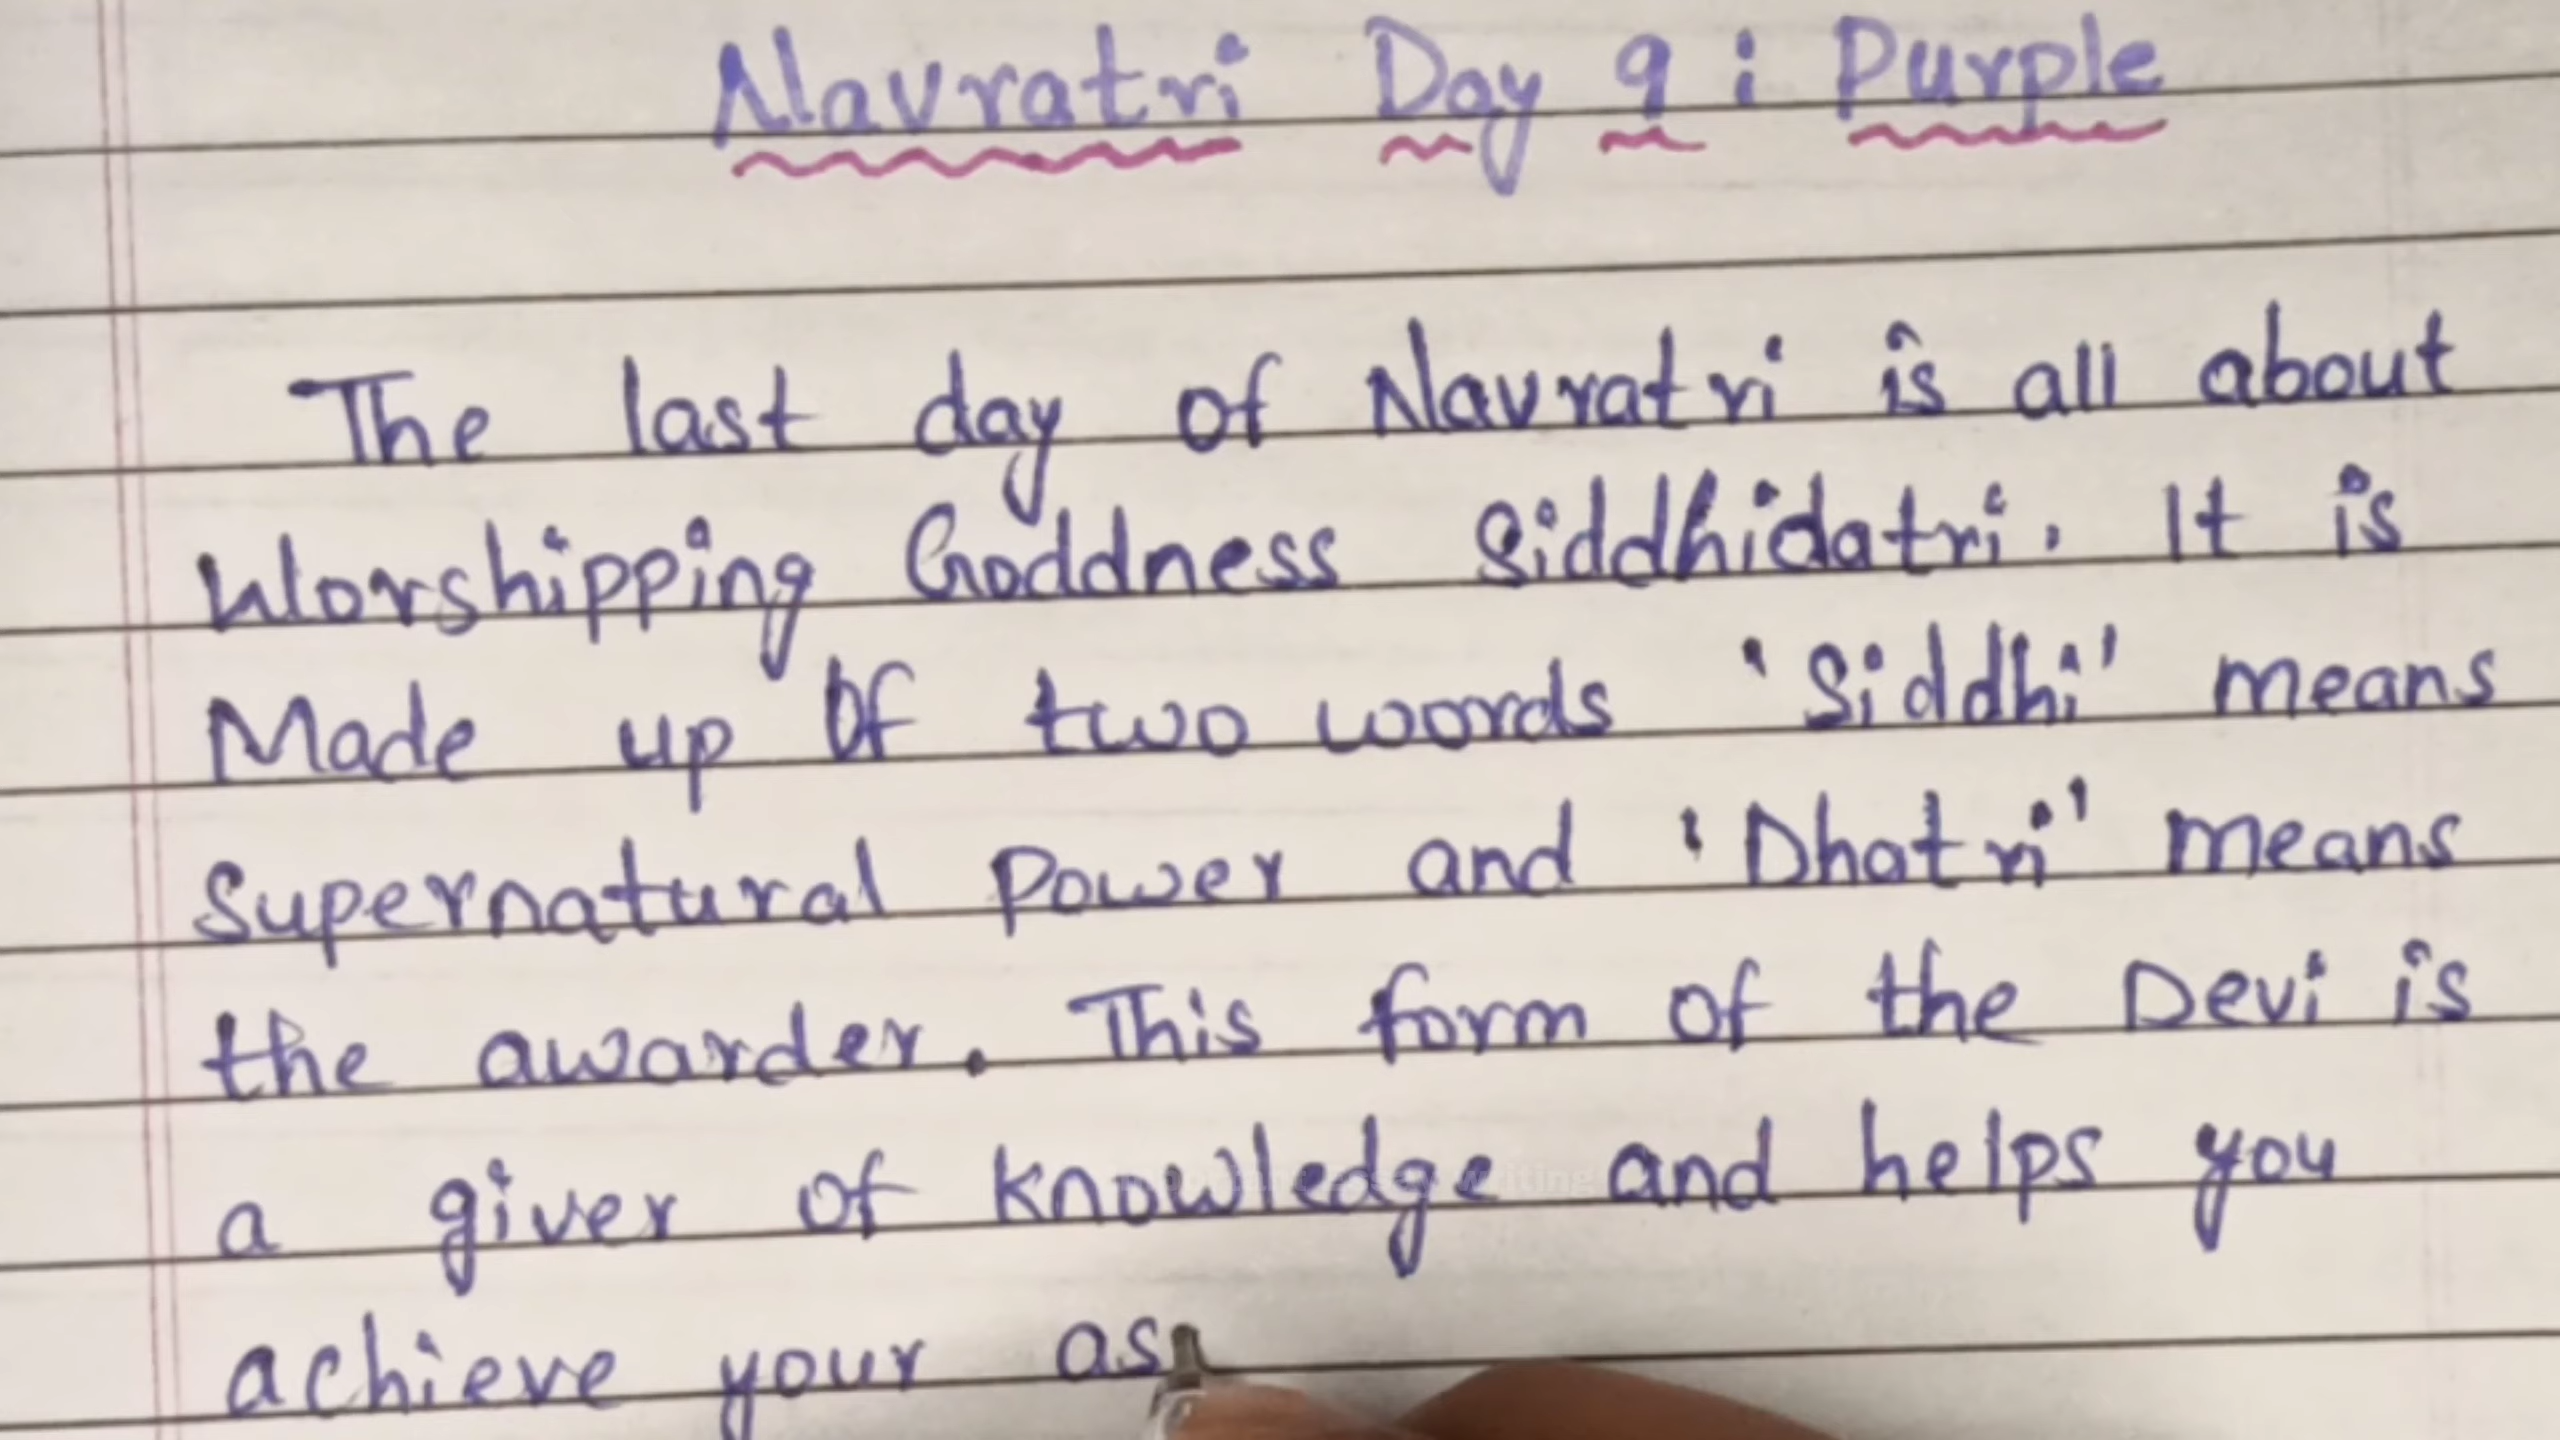 Navratri Day 9 : Purple
The last day of Navratri is all about
Worshipping Goddness Siddhidatri. It is
Made up Of two words 'Siddhi' means
Supernatural Power and 'Dhatri' means
the awarder. This form of the Devi is
a giver of knowledge and helps you
achieve your as